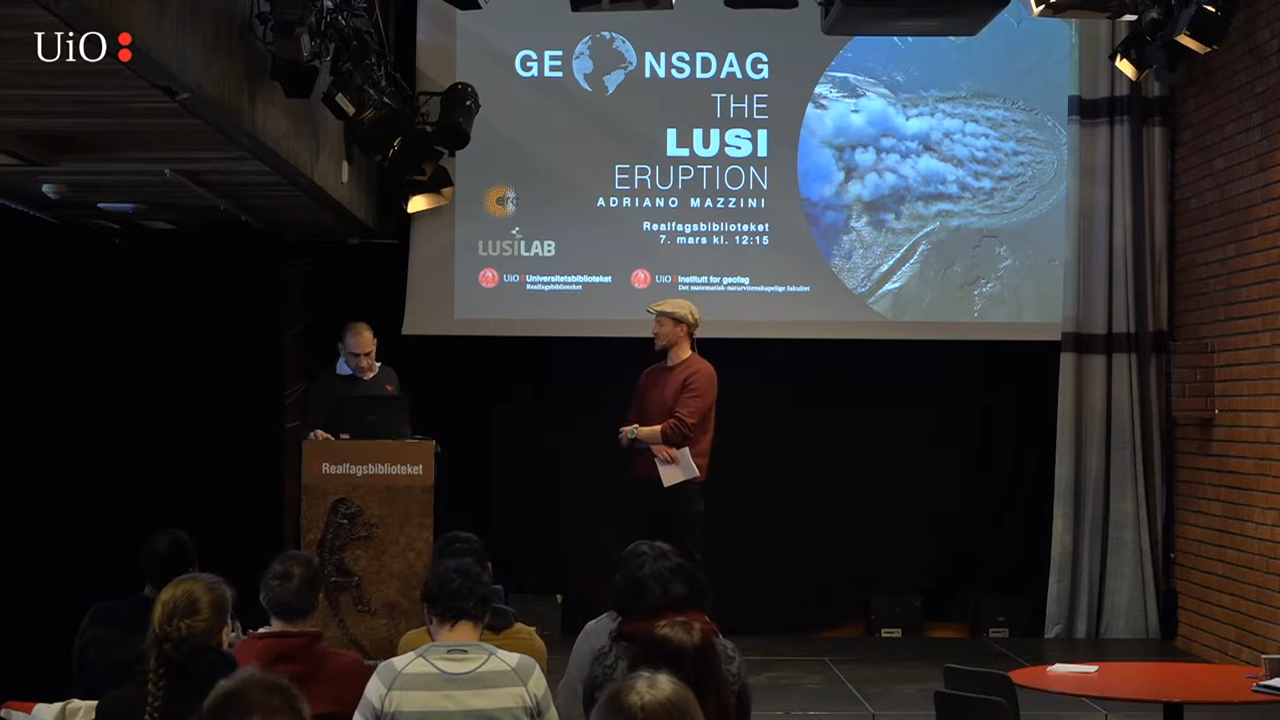 UiO
GE NSDAG
THE
LUSI
ERUPTION
ADRIANO MAZZINI
Realfagsbiblioteket
7. mars kl. 12:15
erc
LUSILAB
UiO Universitetsbiblioteket
Realfagsbiblioteket
UiO Institutt for geofag
Det matematisk-naturvitenskapelige fakultet
Realfagsbiblioteket